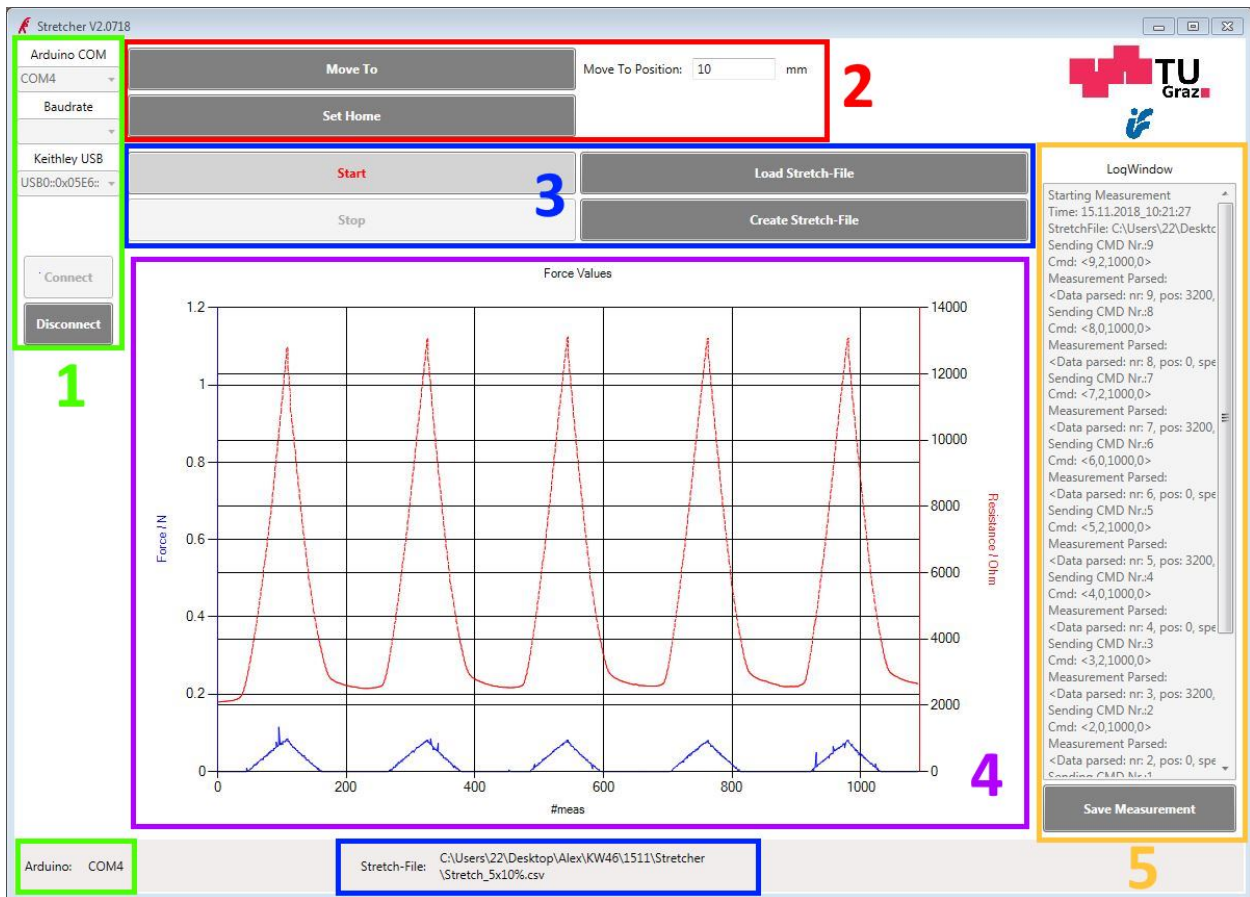 Stretcher V2.0718
Arduino COM
COM4
Baudrate
Keithley USB
USB0::0x05E6::
Connect
Disconnect
1
Move To
Set Home
Move To Position: 10 mm
2
TU
Graz
Start
Stop
3
Load Stretch-File
Create Stretch-File
Force Values
1.2
1
0.8
0.6
0.4
0.2
0
Force / N
14000
12000
10000
8000
6000
4000
2000
0
Resistance / Ohm
0 200 400 600 800 1000
#meas
4
LogWindow
Starting Measurement
Time: 15.11.2018_10:21:27
StretchFile: C:\Users\22\Deskto
Sending CMD Nr.:9
Cmd: <9,2,1000,0>
Measurement Parsed:
<Data parsed: nr: 9, pos: 3200,
Sending CMD Nr.:8
Cmd: <8,0,1000,0>
Measurement Parsed:
<Data parsed: nr: 8, pos: 0, spe
Sending CMD Nr.:7
Cmd: <7,2,1000,0>
Measurement Parsed:
<Data parsed: nr: 7, pos: 3200,
Sending CMD Nr.:6
Cmd: <6,0,1000,0>
Measurement Parsed:
<Data parsed: nr: 6, pos: 0, spe
Sending CMD Nr.:5
Cmd: <5,2,1000,0>
Measurement Parsed:
<Data parsed: nr: 5, pos: 3200,
Sending CMD Nr.:4
Cmd: <4,0,1000,0>
Measurement Parsed:
<Data parsed: nr: 4, pos: 0, spe
Sending CMD Nr.:3
Cmd: <3,2,1000,0>
Measurement Parsed:
<Data parsed: nr: 3, pos: 3200,
Sending CMD Nr.:2
Cmd: <2,0,1000,0>
Measurement Parsed:
<Data parsed: nr: 2, pos: 0, spe
Sending CMD Nr.:1
Save Measurement
5
Arduino: COM4
Stretch-File: C:\Users\22\Desktop\Alex\KW46\1511\Stretcher
\Stretch_5x10%.csv